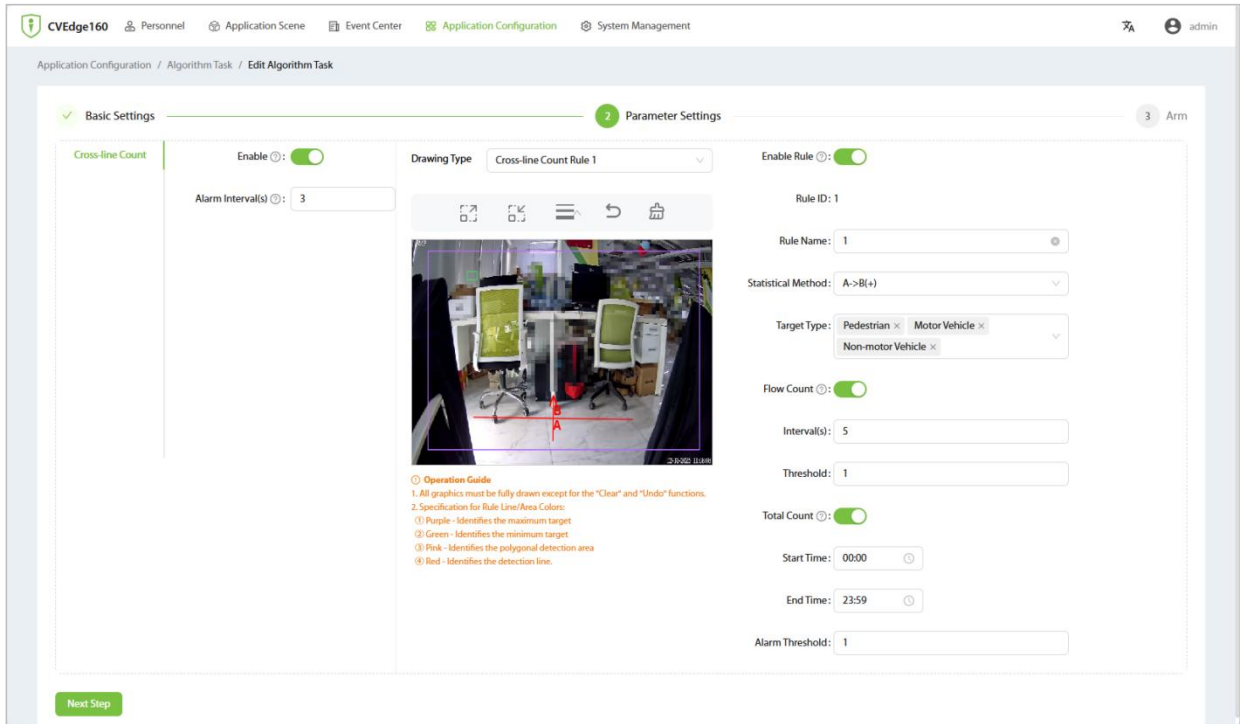 CVEdge160 Personnel Application Scene Event Center Application Configuration System Management admin
Application Configuration / Algorithm Task / Edit Algorithm Task
Basic Settings 2 Parameter Settings 3 Arm
Cross-line Count
Enable ?:
Alarm Interval(s) ?: 3
Drawing Type Cross-line Count Rule 1
B
A
① Operation Guide
1. All graphics must be fully drawn except for the "Clear" and "Undo" functions.
2. Specification for Rule Line/Area Colors:
① Purple - Identifies the maximum target
② Green - Identifies the minimum target
③ Pink - Identifies the polygonal detection area
④ Red - Identifies the detection line.
Enable Rule ?:
Rule ID: 1
Rule Name: 1
Statistical Method: A->B(+)
Target Type: Pedestrian × Motor Vehicle ×
Non-motor Vehicle ×
Flow Count ?:
Interval(s): 5
Threshold: 1
Total Count ?:
Start Time: 00:00
End Time: 23:59
Alarm Threshold: 1
Next Step